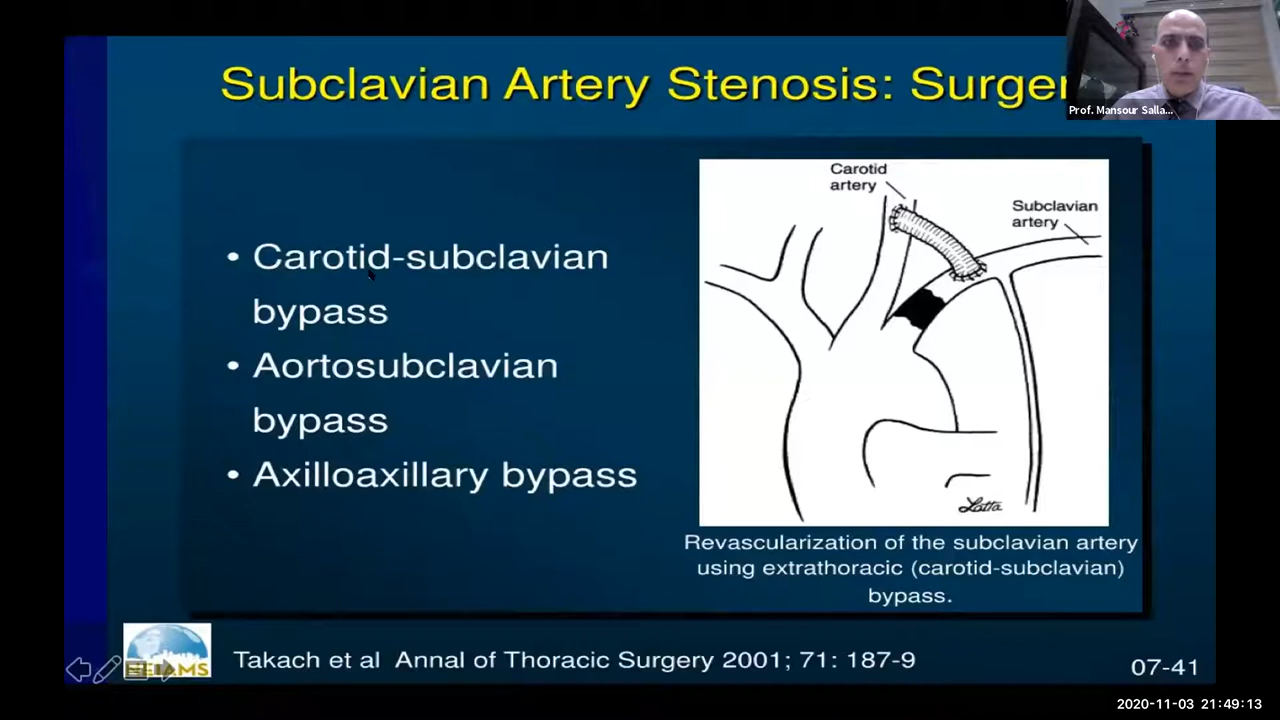 Subclavian Artery Stenosis: Surger
Prof. Mansour Salla...
Carotid
artery
Subclavian
artery
• Carotid-subclavian
bypass
• Aortosubclavian
bypass
• Axilloaxillary bypass
Latta
Revascularization of the subclavian artery
using extrathoracic (carotid-subclavian)
bypass.
Takach et al Annal of Thoracic Surgery 2001; 71: 187-9
07-41
2020-11-03 21:49:13